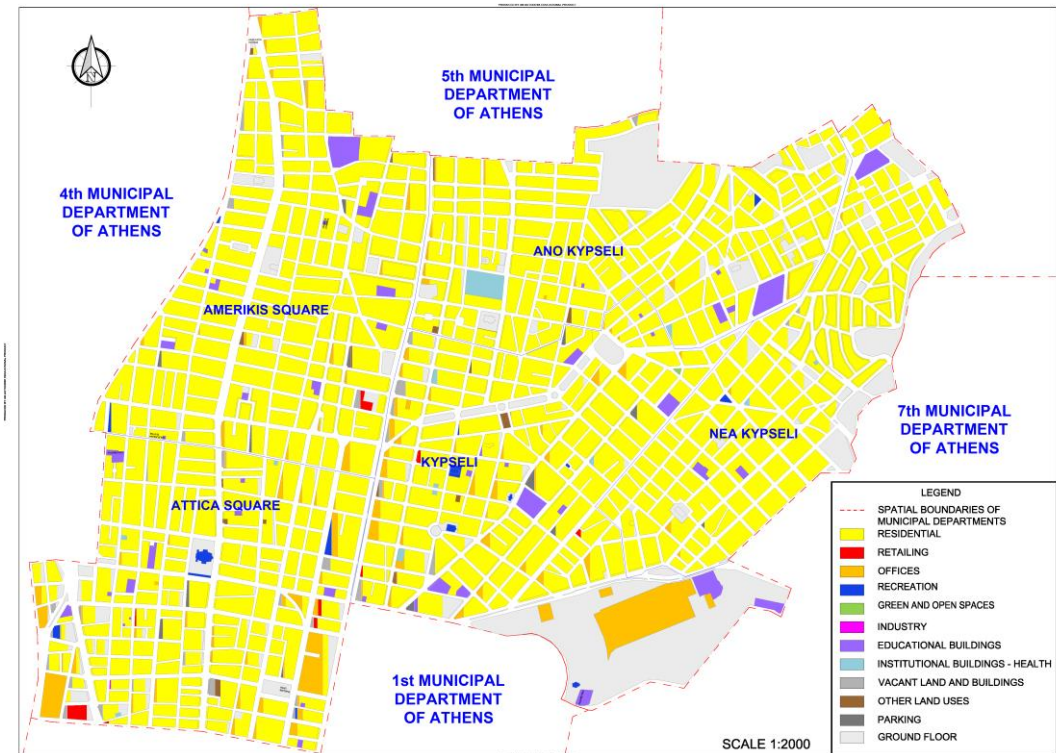 N
5th MUNICIPAL
DEPARTMENT
OF ATHENS
4th MUNICIPAL
DEPARTMENT
OF ATHENS
ANO KYPSELI
AMERIKIS SQUARE
7th MUNICIPAL
DEPARTMENT
OF ATHENS
NEA KYPSELI
KYPSELI
ATTICA SQUARE
1st MUNICIPAL
DEPARTMENT
OF ATHENS
LEGEND
SPATIAL BOUNDARIES OF
MUNICIPAL DEPARTMENTS
RESIDENTIAL
RETAILING
OFFICES
RECREATION
GREEN AND OPEN SPACES
INDUSTRY
EDUCATIONAL BUILDINGS
INSTITUTIONAL BUILDINGS - HEALTH
VACANT LAND AND BUILDINGS
OTHER LAND USES
PARKING
GROUND FLOOR
SCALE 1:2000